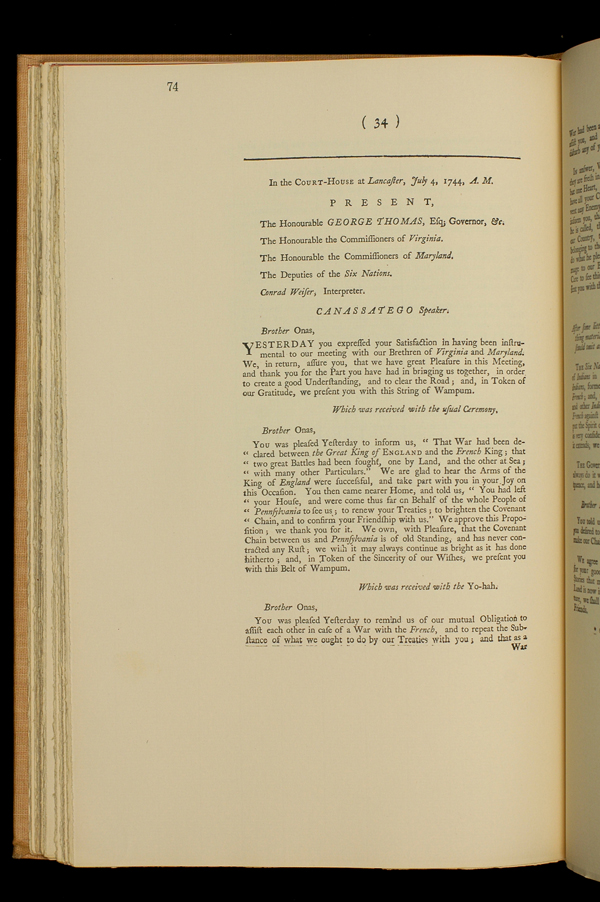 74
( 34 )
In the COURT-HOUSE at Lancaſter, July 4, 1744, A. M.
PRESENT,
The Honourable GEORGE THOMAS, Eſq; Governor, &c.
The Honourable the Commiſſioners of Virginia.
The Honourable the Commiſſioners of Maryland.
The Deputies of the Six Nations.
Conrad Weiſer, Interpreter.
CANASSATEGO Speaker.
Brother Onas,
YESTERDAY you expreſſed your Satisfaction in having been inſtru-
mental to our meeting with our Brethren of Virginia and Maryland.
We, in return, aſſure you, that we have great Pleaſure in this Meeting,
and thank you for the Part you have had in bringing us together, in order
to create a good Underſtanding, and to clear the Road; and, in Token of
our Gratitude, we preſent you with this String of Wampum.
Which was received with the uſual Ceremony.
Brother Onas,
You was pleaſed Yeſterday to inform us, " That War had been de-
" clared between the Great King of ENGLAND and the French King; that
" two great Battles had been fought, one by Land, and the other at Sea;
" with many other Particulars." We are glad to hear the Arms of the
King of England were ſucceſsful, and take part with you in your Joy on
this Occaſion. You then came nearer Home, and told us, " You had left
" your Houſe, and were come thus far on Behalf of the whole People of
" Pennſylvania to ſee us; to renew your Treaties; to brighten the Covenant
" Chain, and to confirm your Friendſhip with us." We approve this Propo-
ſition; we thank you for it. We own, with Pleaſure, that the Covenant
Chain between us and Pennſylvania is of old Standing, and has never con-
tracted any Ruſt; we wiſh it may always continue as bright as it has done
hitherto; and, in Token of the Sincerity of our Wiſhes, we preſent you
with this Belt of Wampum.
Which was received with the Yo-hah.
Brother Onas,
You was pleaſed Yeſterday to remind us of our mutual Obligation to
aſſiſt each other in caſe of a War with the French, and to repeat the Sub-
ſtance of what we ought to do by our Treaties with you; and that as a
War